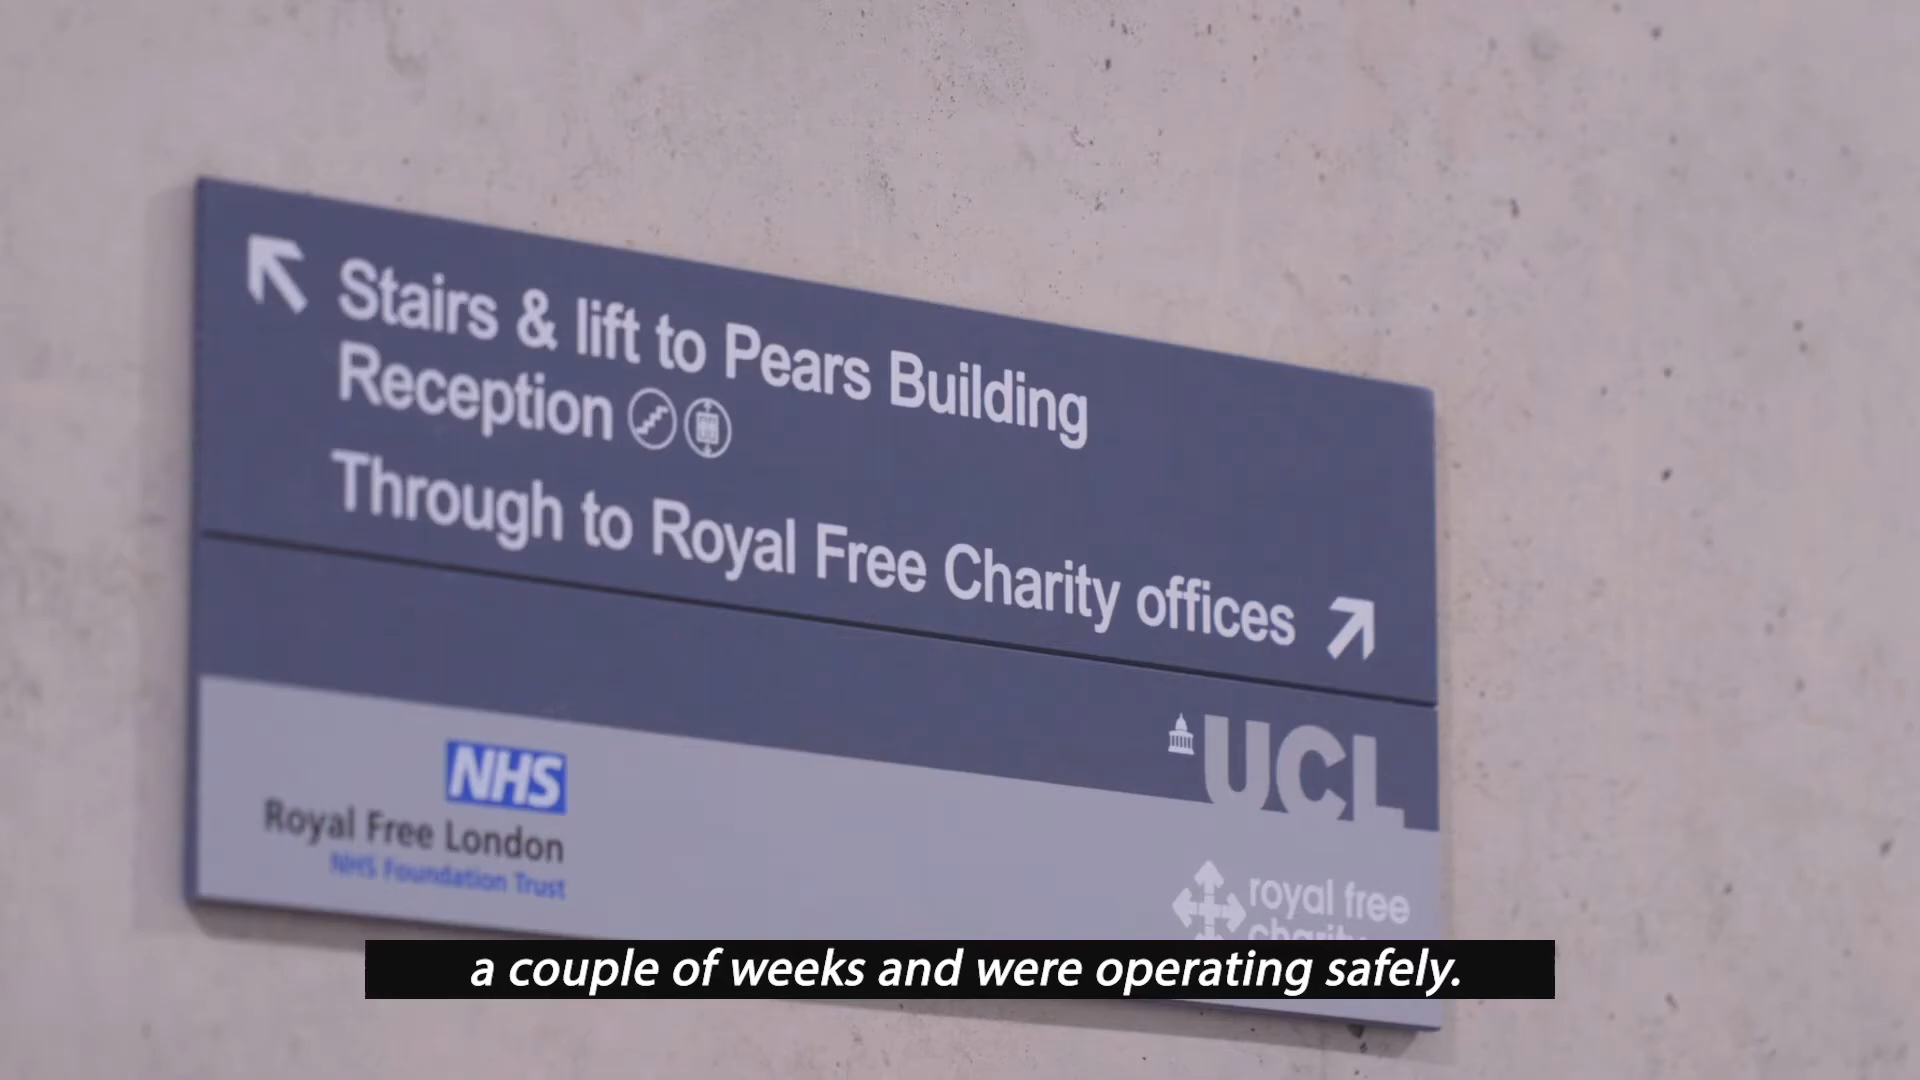 Stairs & lift to Pears Building
Reception
Through to Royal Free Charity offices
UCL
NHS
Royal Free London
NHS Foundation Trust
royal free
charity
a couple of weeks and were operating safely.